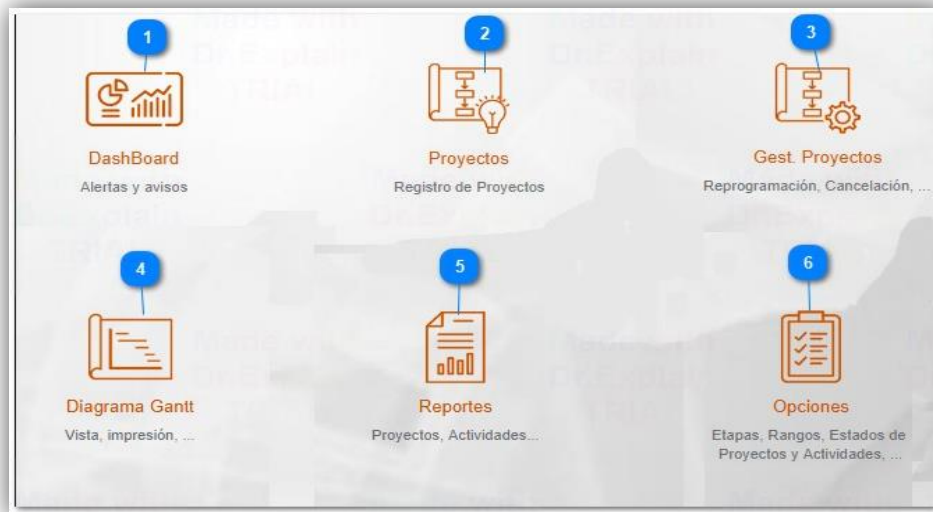 1
2
3
DashBoard
Proyectos
Gest. Proyectos
Alertas y avisos
Registro de Proyectos
Reprogramación, Cancelación, ...
4
5
6
Diagrama Gantt
Reportes
Opciones
Vista, impresión, ...
Proyectos, Actividades...
Etapas, Rangos, Estados de
Proyectos y Actividades, ...